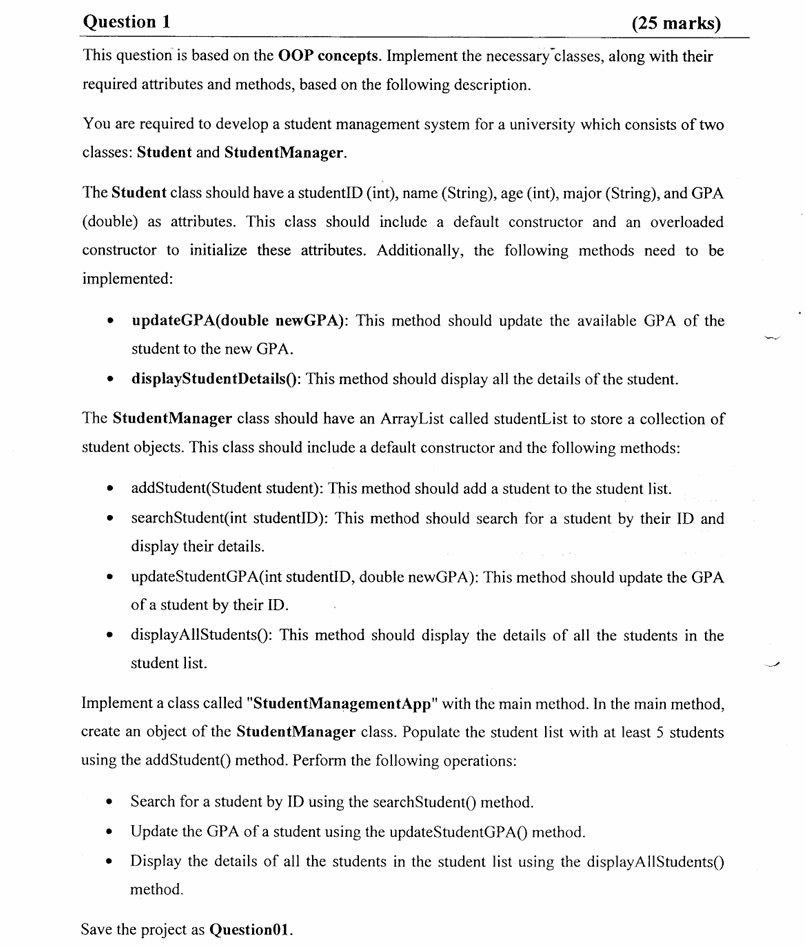 Question 1 (25 marks)
This question is based on the OOP concepts. Implement the necessary classes, along with their
required attributes and methods, based on the following description.
You are required to develop a student management system for a university which consists of two
classes: Student and StudentManager.
The Student class should have a studentID (int), name (String), age (int), major (String), and GPA
(double) as attributes. This class should include a default constructor and an overloaded
constructor to initialize these attributes. Additionally, the following methods need to be
implemented:
• updateGPA(double newGPA): This method should update the available GPA of the
student to the new GPA.
• displayStudentDetails(): This method should display all the details of the student.
The StudentManager class should have an ArrayList called studentList to store a collection of
student objects. This class should include a default constructor and the following methods:
• addStudent(Student student): This method should add a student to the student list.
• searchStudent(int studentID): This method should search for a student by their ID and
display their details.
• updateStudentGPA(int studentID, double newGPA): This method should update the GPA
of a student by their ID.
• displayAllStudents(): This method should display the details of all the students in the
student list.
Implement a class called "StudentManagementApp" with the main method. In the main method,
create an object of the StudentManager class. Populate the student list with at least 5 students
using the addStudent() method. Perform the following operations:
• Search for a student by ID using the searchStudent() method.
• Update the GPA of a student using the updateStudentGPA() method.
• Display the details of all the students in the student list using the displayAllStudents()
method.
Save the project as Question01.